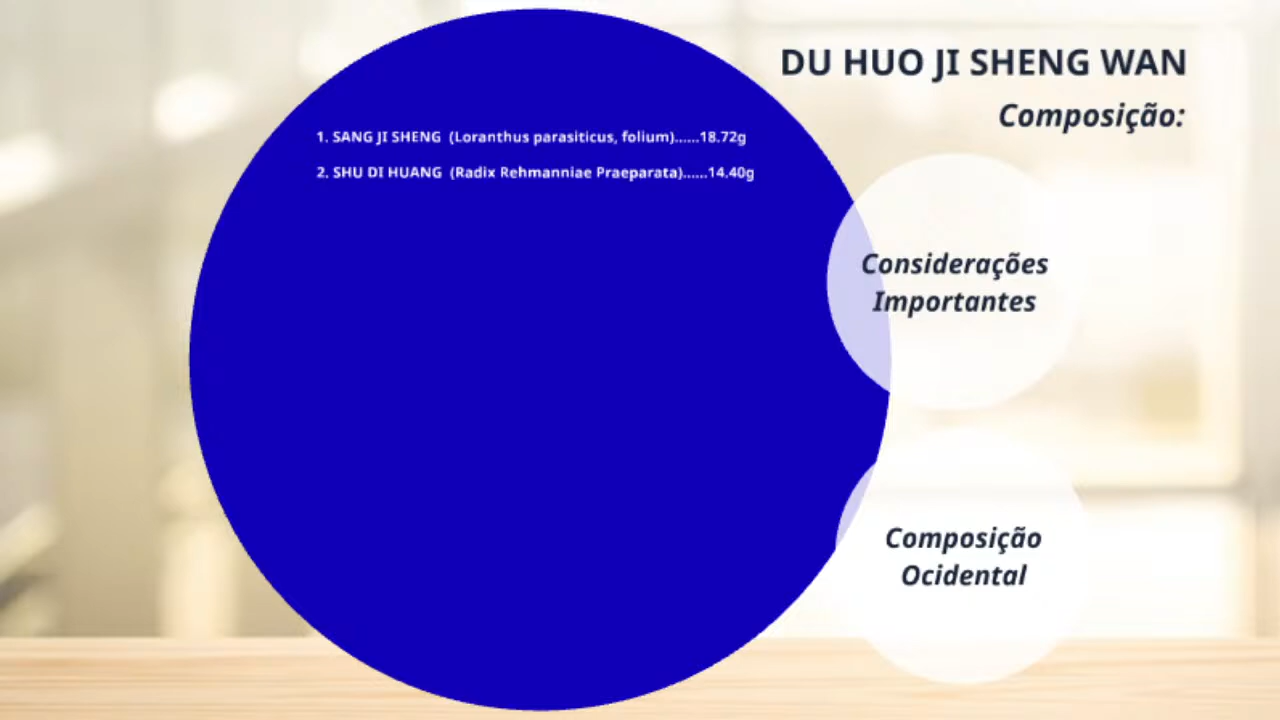 DU HUO JI SHENG WAN
Composição:
1. SANG JI SHENG (Loranthus parasiticus, folium)......18.72g
2. SHU DI HUANG (Radix Rehmanniae Praeparata)......14.40g
Considerações
Importantes
Composição
Ocidental